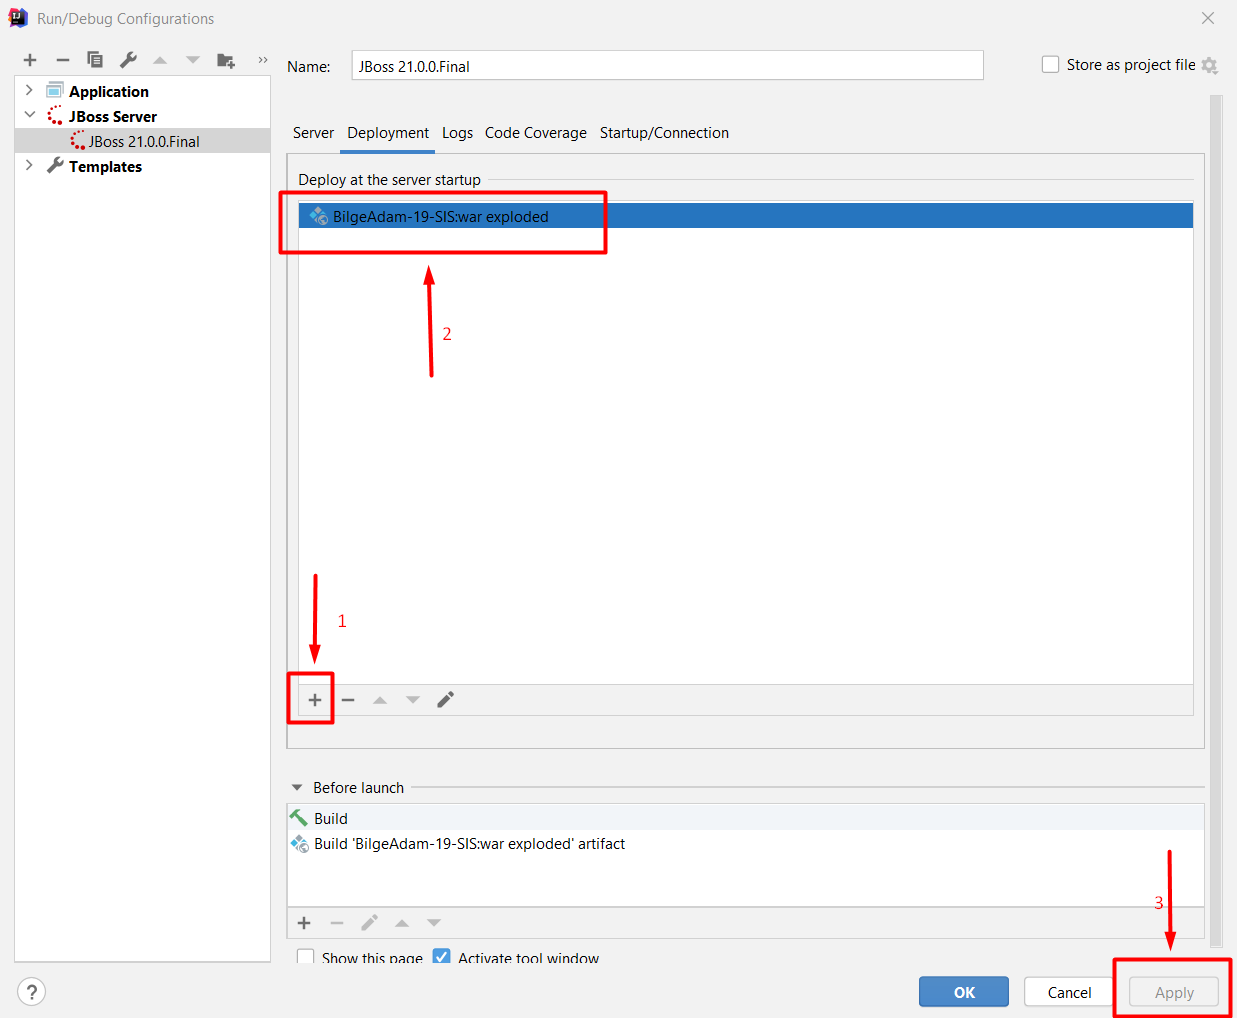 Run/Debug Configurations
Name:
JBoss 21.0.0.Final
Store as project file
Application
JBoss Server
JBoss 21.0.0.Final
Templates
Server Deployment Logs Code Coverage Startup/Connection
Deploy at the server startup
BilgeAdam-19-SIS:war exploded
2
1
Before launch
Build
Build 'BilgeAdam-19-SIS:war exploded' artifact
3
Show this page Activate tool window
?
OK Cancel Apply